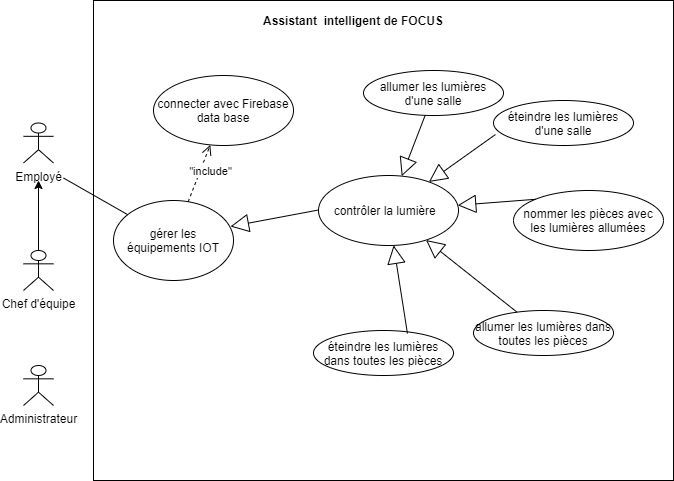 Assistant intelligent de FOCUS
allumer les lumières
d'une salle
connecter avec Firebase
data base
éteindre les lumières
d'une salle
Employé
"include"
contrôler la lumière
nommer les pièces avec
les lumières allumées
gérer les
équipements IOT
Chef d'équipe
allumer les lumières dans
toutes les pièces
éteindre les lumières
dans toutes les pièces
Administrateur